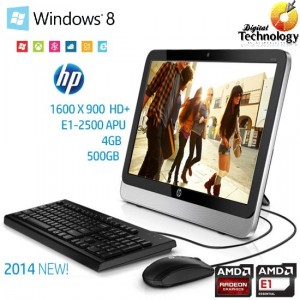 Windows 8
Digital
Technology
hp
1600 X 900 HD+
E1-2500 APU
4GB
500GB
hp
2014 NEW!
AMD
RADEON
GRAPHICS
AMD
E1